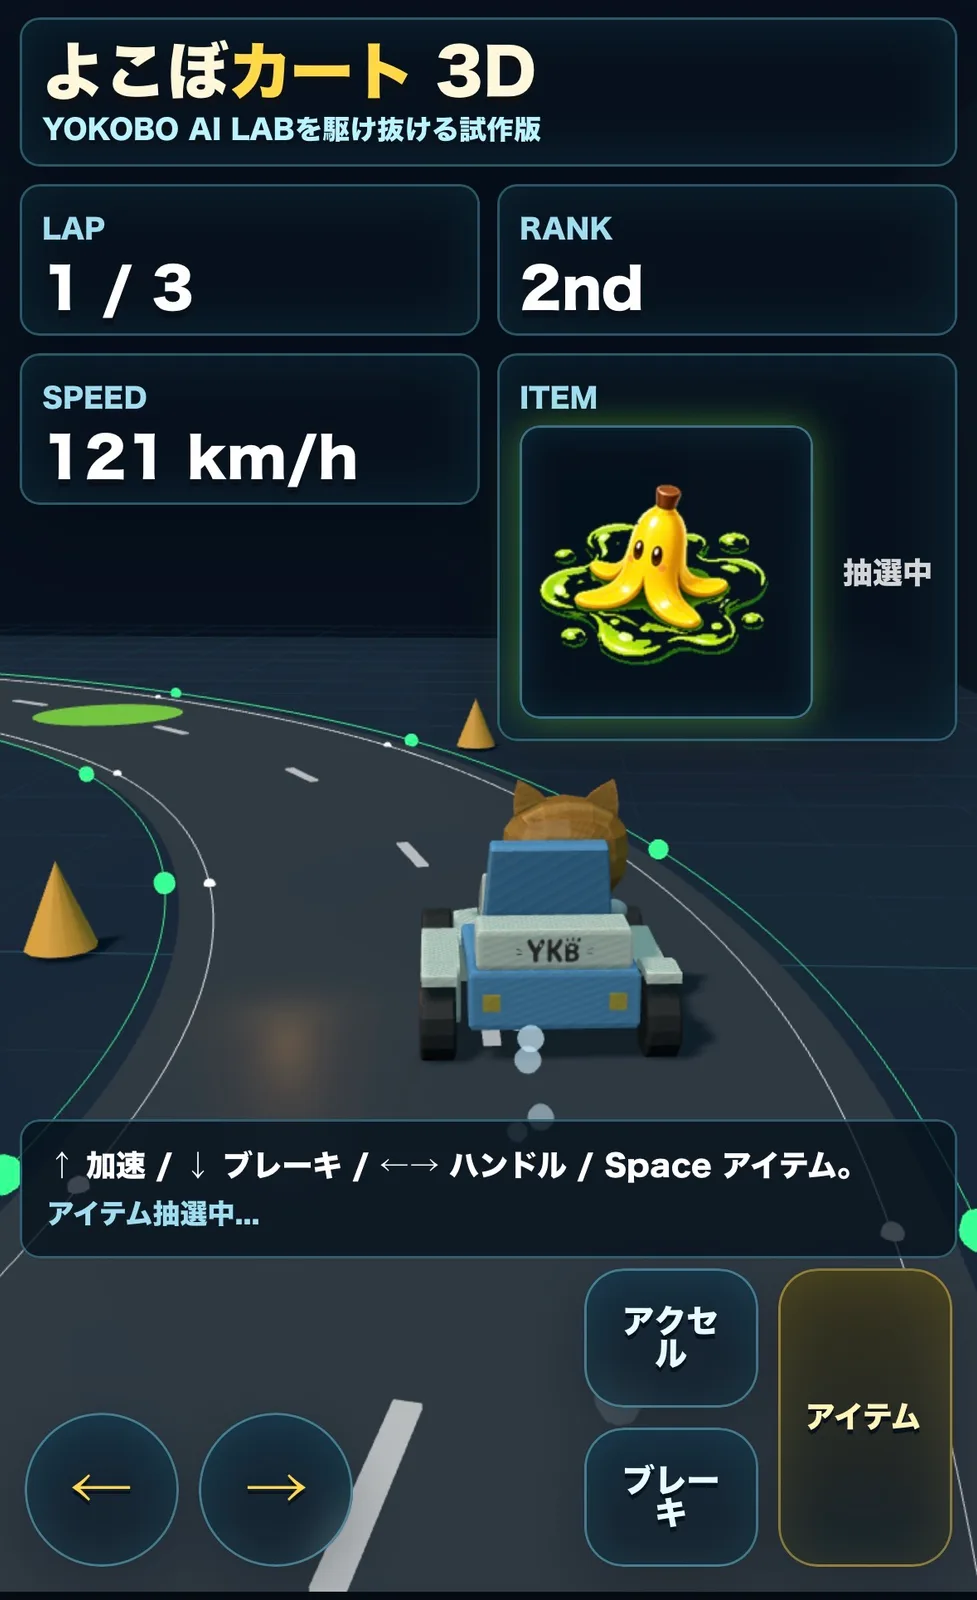 よこぼカート 3D
YOKOBO AI LABを駆け抜ける試作版
LAP
1 / 3
RANK
2nd
SPEED
121 km/h
ITEM
抽選中
YKB
↑ 加速 / ↓ ブレーキ / ←→ ハンドル / Space アイテム。
アイテム抽選中...
アクセ
ル
アイテム
ブレー
キ
← →